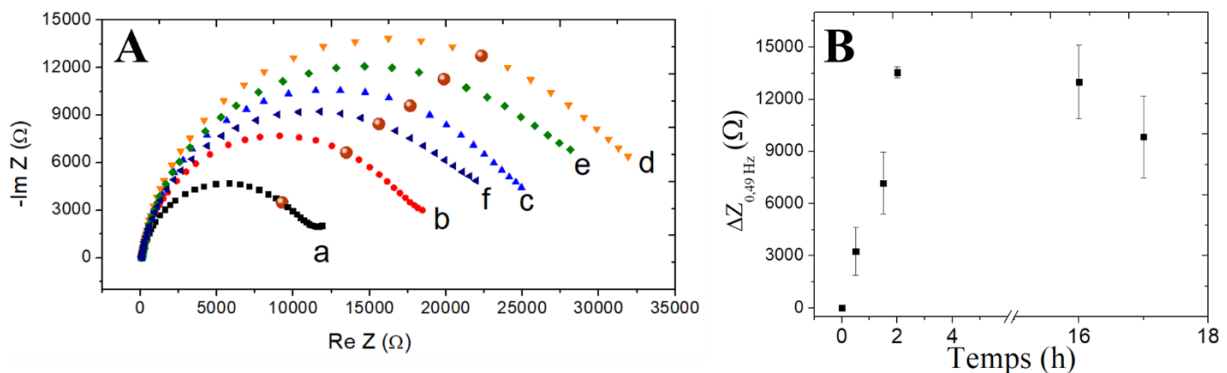 A
15000
12000
9000
6000
3000
0
-Im Z (Ω)
a
b
f
c
e
d
0 5000 10000 15000 20000 25000 30000 35000
Re Z (Ω)
B
15000
12000
9000
6000
3000
0
ΔZ0,49 Hz (Ω)
0 2 4 16 18
Temps (h)